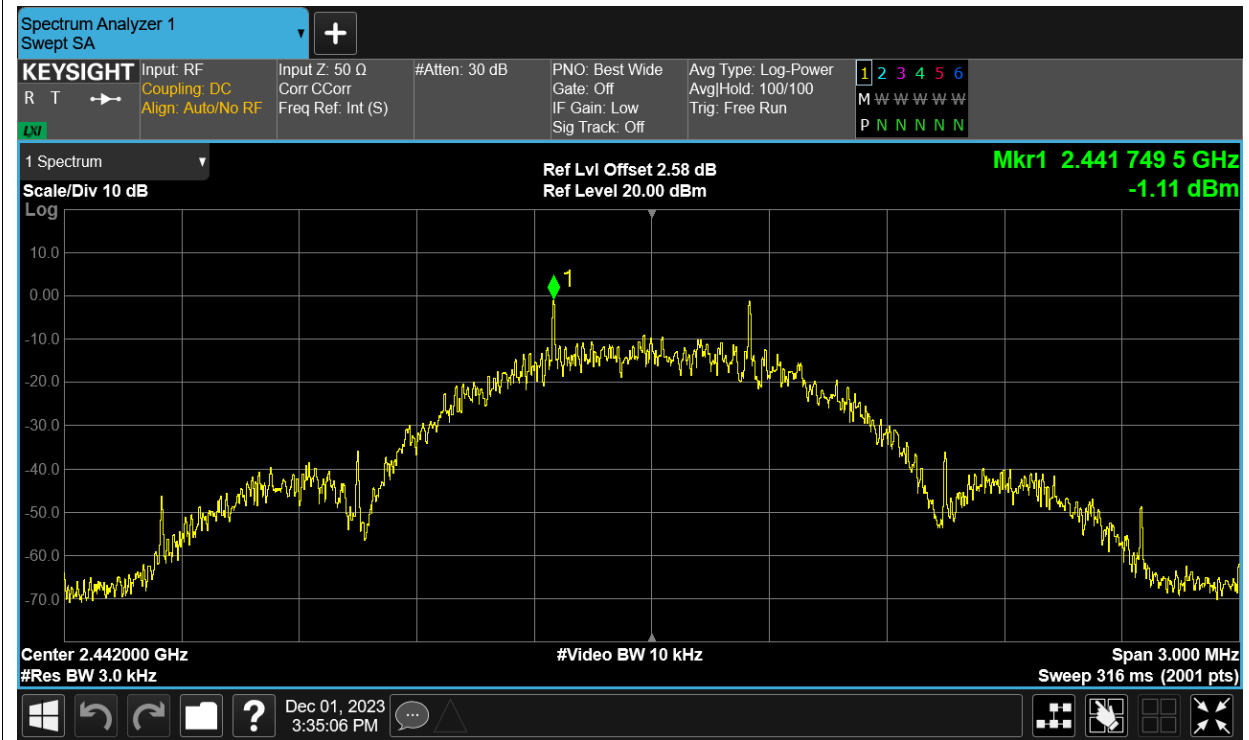 Spectrum Analyzer 1
Swept SA
KEYSIGHT
R T
LXI
Input: RF
Coupling: DC
Align: Auto/No RF
Input Z: 50 Ω
Corr CCorr
Freq Ref: Int (S)
#Atten: 30 dB
PNO: Best Wide
Gate: Off
IF Gain: Low
Sig Track: Off
Avg Type: Log-Power
Avg|Hold: 100/100
Trig: Free Run
1 2 3 4 5 6
M W W W W W
P N N N N N
1 Spectrum
Scale/Div 10 dB
Log
Ref Lvl Offset 2.58 dB
Ref Level 20.00 dBm
Mkr1 2.441 749 5 GHz
-1.11 dBm
10.0
0.00
-10.0
-20.0
-30.0
-40.0
-50.0
-60.0
-70.0
1
Center 2.442000 GHz
#Res BW 3.0 kHz
#Video BW 10 kHz
Span 3.000 MHz
Sweep 316 ms (2001 pts)
?
Dec 01, 2023
3:35:06 PM